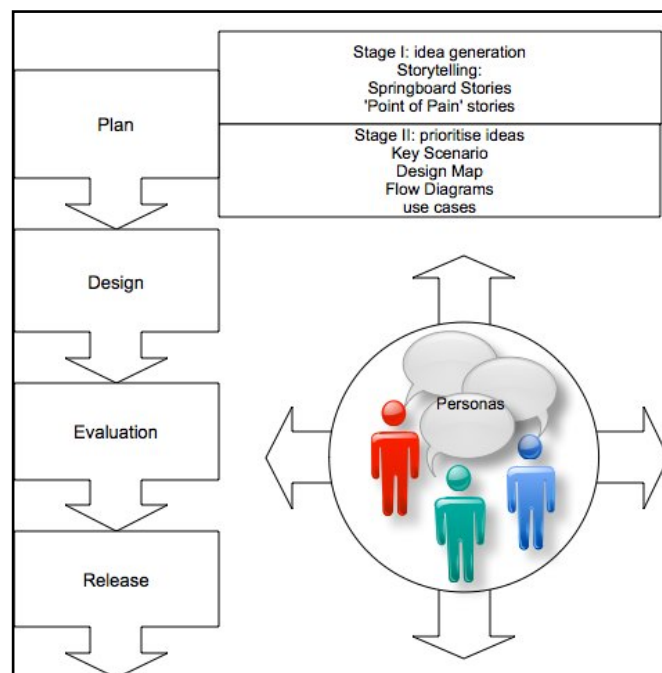 Plan
Stage I: idea generation
Storytelling:
Springboard Stories
'Point of Pain' stories
Stage II: prioritise ideas
Key Scenario
Design Map
Flow Diagrams
use cases
Design
Evaluation
Personas
Release